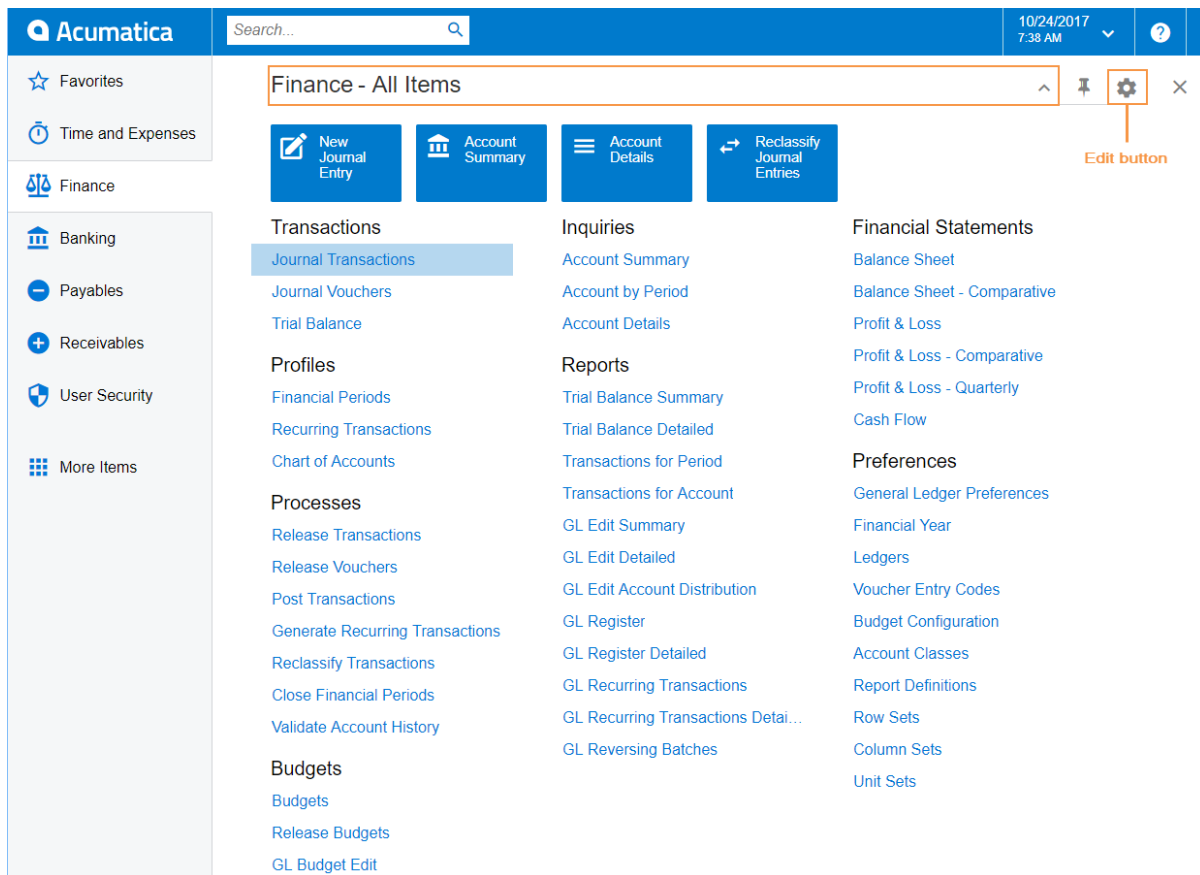 Acumatica
Search...
10/24/2017
7:38 AM
?
Favorites
Time and Expenses
Finance
Banking
Payables
Receivables
User Security
More Items
Finance - All Items
Edit button
New
Journal
Entry
Account
Summary
Account
Details
Reclassify
Journal
Entries
Transactions
Journal Transactions
Journal Vouchers
Trial Balance
Profiles
Financial Periods
Recurring Transactions
Chart of Accounts
Processes
Release Transactions
Release Vouchers
Post Transactions
Generate Recurring Transactions
Reclassify Transactions
Close Financial Periods
Validate Account History
Budgets
Budgets
Release Budgets
GL Budget Edit
Inquiries
Account Summary
Account by Period
Account Details
Reports
Trial Balance Summary
Trial Balance Detailed
Transactions for Period
Transactions for Account
GL Edit Summary
GL Edit Detailed
GL Edit Account Distribution
GL Register
GL Register Detailed
GL Recurring Transactions
GL Recurring Transactions Detai...
GL Reversing Batches
Financial Statements
Balance Sheet
Balance Sheet - Comparative
Profit & Loss
Profit & Loss - Comparative
Profit & Loss - Quarterly
Cash Flow
Preferences
General Ledger Preferences
Financial Year
Ledgers
Voucher Entry Codes
Budget Configuration
Account Classes
Report Definitions
Row Sets
Column Sets
Unit Sets